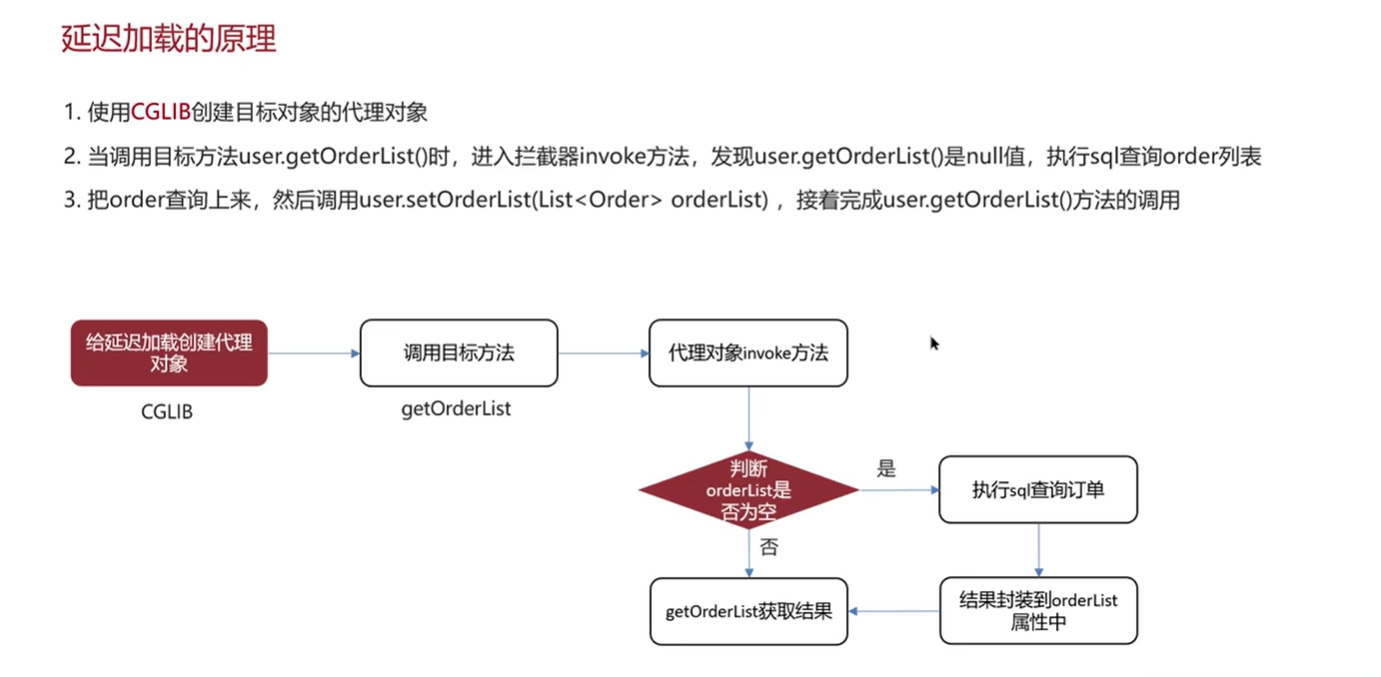 延迟加载的原理
1. 使用CGLIB创建目标对象的代理对象
2. 当调用目标方法user.getOrderList()时，进入拦截器invoke方法，发现user.getOrderList()是null值，执行sql查询order列表
3. 把order查询上来，然后调用user.setOrderList(List<Order> orderList) ，接着完成user.getOrderList()方法的调用
给延迟加载创建代理
对象
CGLIB
调用目标方法
getOrderList
代理对象invoke方法
判断
orderList是
否为空
是
执行sql查询订单
否
getOrderList获取结果
结果封装到orderList
属性中